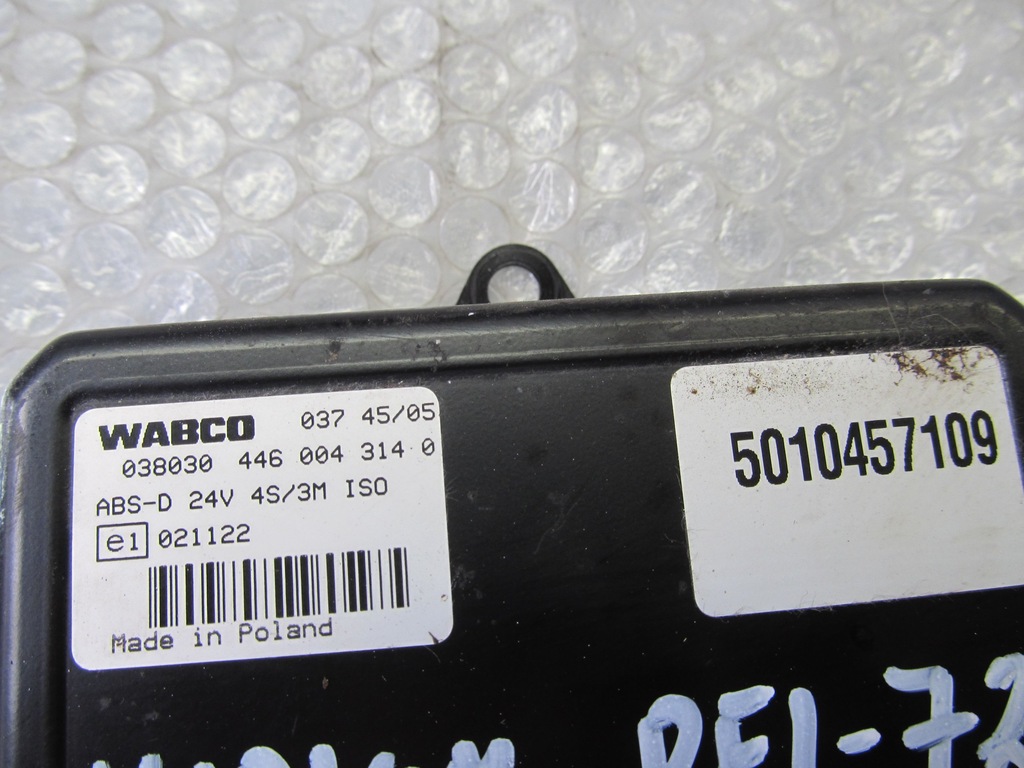 WABCO 037 45/05
038030 446 004 314 0
ABS-D 24V 4S/3M ISO
e1 021122
Made in Poland
5010457109